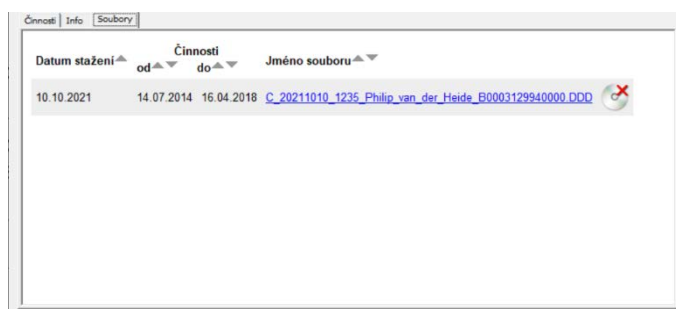 Činnosti Info Soubory
Datum stažení Činnosti od do Jméno souboru
10.10.2021 14.07.2014 16.04.2018 C_20211010_1235_Philip_van_der_Heide_B0003129940000.DDD